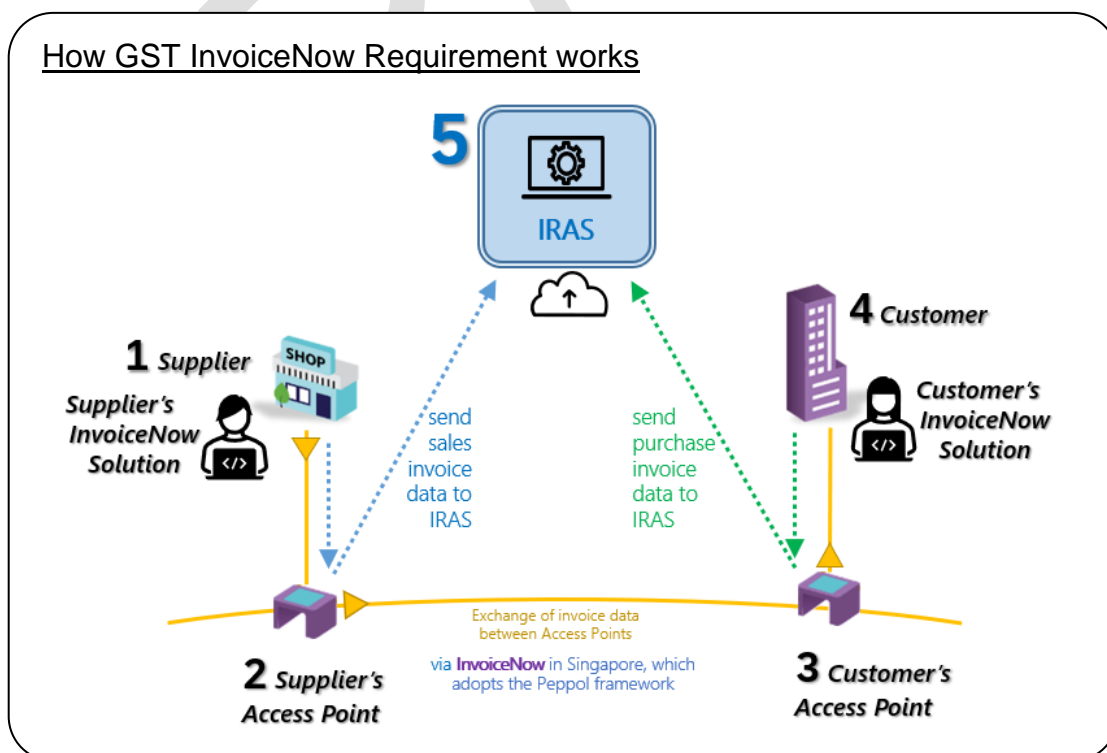 How GST InvoiceNow Requirement works
5
IRAS
1 Supplier
SHOP
Supplier's
InvoiceNow
Solution
</>
send
sales
invoice
data to
IRAS
send
purchase
invoice
data to
IRAS
4 Customer
Customer's
InvoiceNow
Solution
</>
Exchange of invoice data
between Access Points
via InvoiceNow in Singapore, which
adopts the Peppol framework
2 Supplier's
Access Point
3 Customer's
Access Point